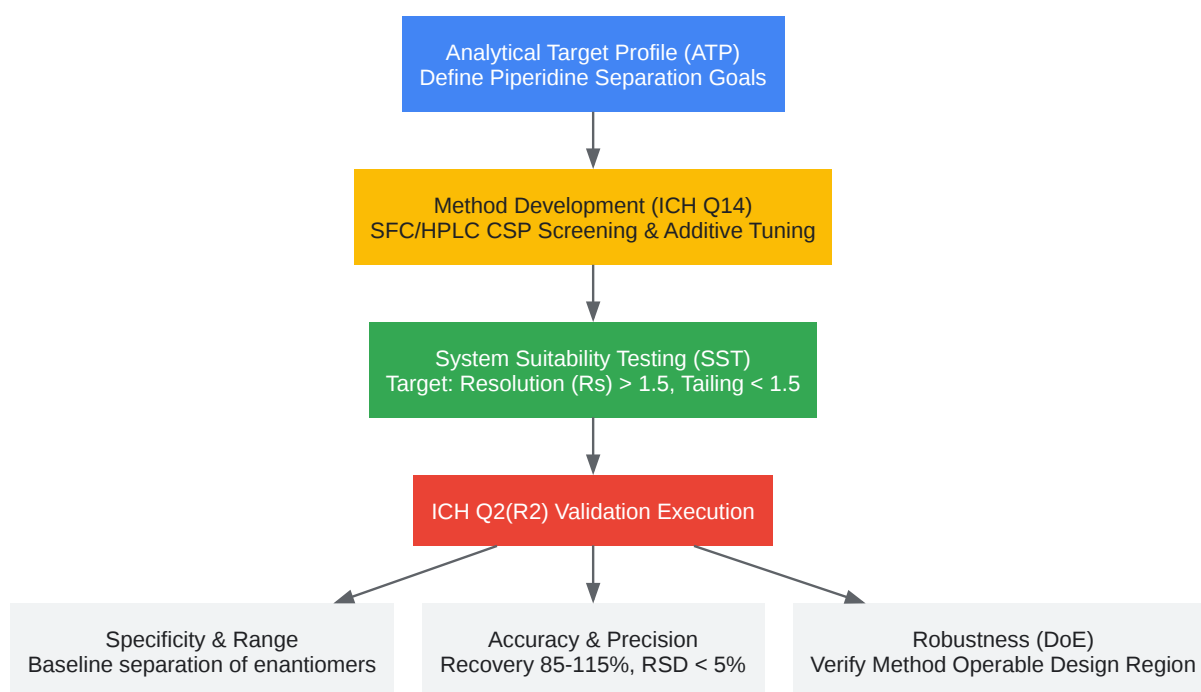 Analytical Target Profile (ATP)
Define Piperidine Separation Goals
Method Development (ICH Q14)
SFC/HPLC CSP Screening & Additive Tuning
System Suitability Testing (SST)
Target: Resolution (Rs) > 1.5, Tailing < 1.5
ICH Q2(R2) Validation Execution
Specificity & Range
Baseline separation of enantiomers
Accuracy & Precision
Recovery 85-115%, RSD < 5%
Robustness (DoE)
Verify Method Operable Design Region